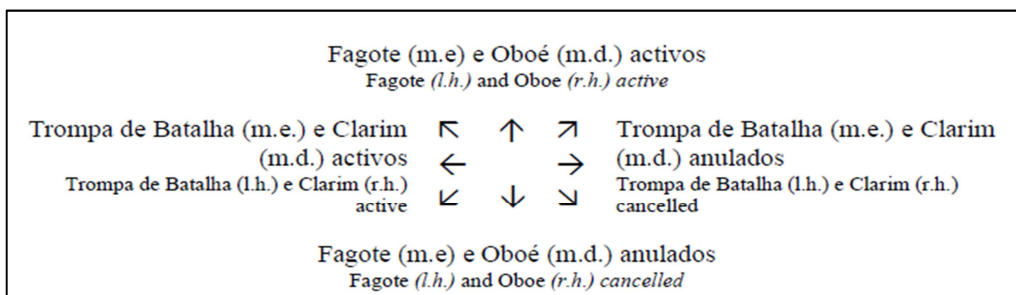 Fagote (m.e) e Oboé (m.d.) activos
Fagote (l.h.) and Oboe (r.h.) active
Trompa de Batalha (m.e.) e Clarim
(m.d.) activos
Trompa de Batalha (l.h.) e Clarim (r.h.)
active
↖ ↑ ↗
← →
↙ ↓ ↘
Trompa de Batalha (m.e.) e Clarim
(m.d.) anulados
Trompa de Batalha (l.h.) e Clarim (r.h.)
cancelled
Fagote (m.e) e Oboé (m.d.) anulados
Fagote (l.h.) and Oboe (r.h.) cancelled